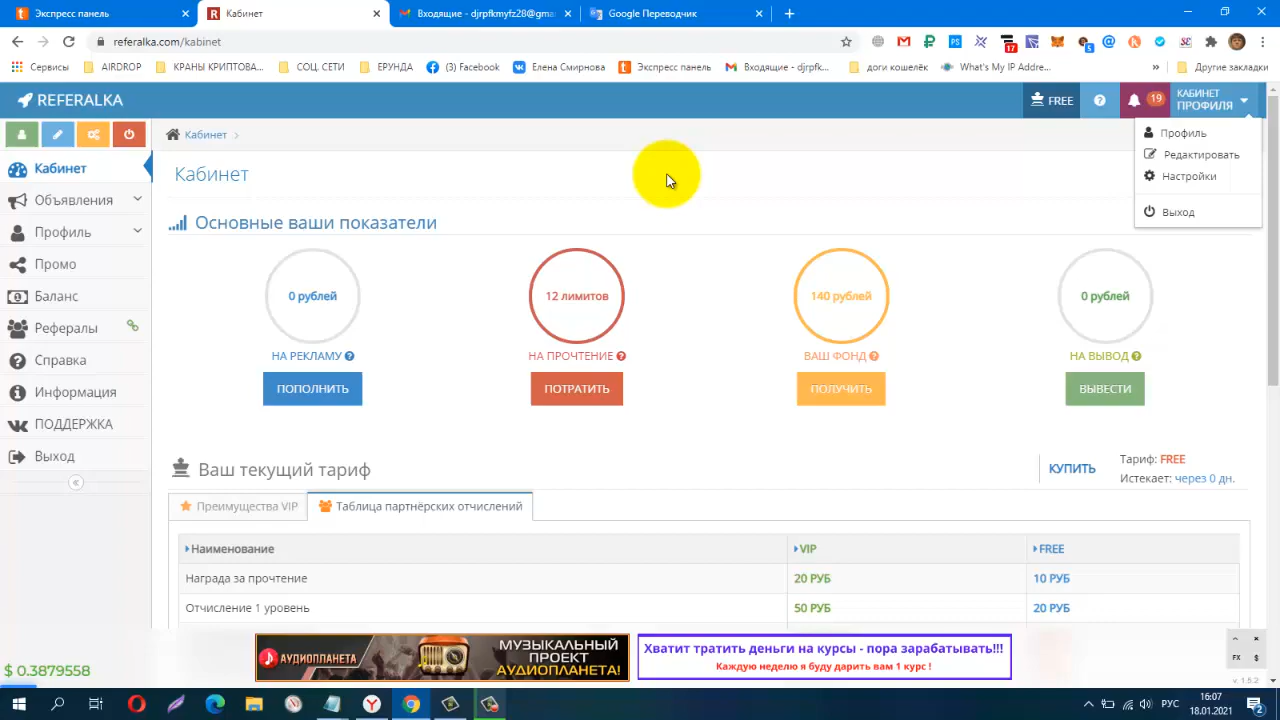 Экспресс панель
Кабинет
Входящие - djrpfkmyfz28@gma
Google Переводчик
referalka.com/kabinet
17
5
Сервисы
AIRDROP
КРАНЫ КРИПТОВА...
СОЦ. СЕТИ
ЕРУНДА
(3) Facebook
Елена Смирнова
Экспресс панель
Входящие - djrpfk...
доги кошелёк
What's My IP Addre...
»
Другие закладки
REFERALKA
FREE
19
КАБИНЕТ
ПРОФИЛЯ
Профиль
Редактировать
Настройки
Выход
Кабинет
Объявления
Профиль
Промо
Баланс
Рефералы
Справка
Информация
ПОДДЕРЖКА
Выход
Кабинет
Кабинет
Основные ваши показатели
0 рублей
12 лимитов
140 рублей
0 рублей
НА РЕКЛАМУ
НА ПРОЧТЕНИЕ
ВАШ ФОНД
НА ВЫВОД
ПОПОЛНИТЬ
ПОТРАТИТЬ
ПОЛУЧИТЬ
ВЫВЕСТИ
Ваш текущий тариф
КУПИТЬ
Тариф: FREE
Истекает: через 0 дн.
Преимущества VIP
Таблица партнёрских отчислений
Наименование
VIP
FREE
Награда за прочтение
20 РУБ
10 РУБ
Отчисление 1 уровень
50 РУБ
20 РУБ
АУДИОПЛАНЕТА
МУЗЫКАЛЬНЫЙ
ПРОЕКТ
АУДИОПЛАНЕТА!
Хватит тратить деньги на курсы - пора зарабатывать!!!
Каждую неделю я буду дарить вам 1 курс !
FX
$
v. 1.5.2
$ 0.3879558
РУС
16:07
18.01.2021
2